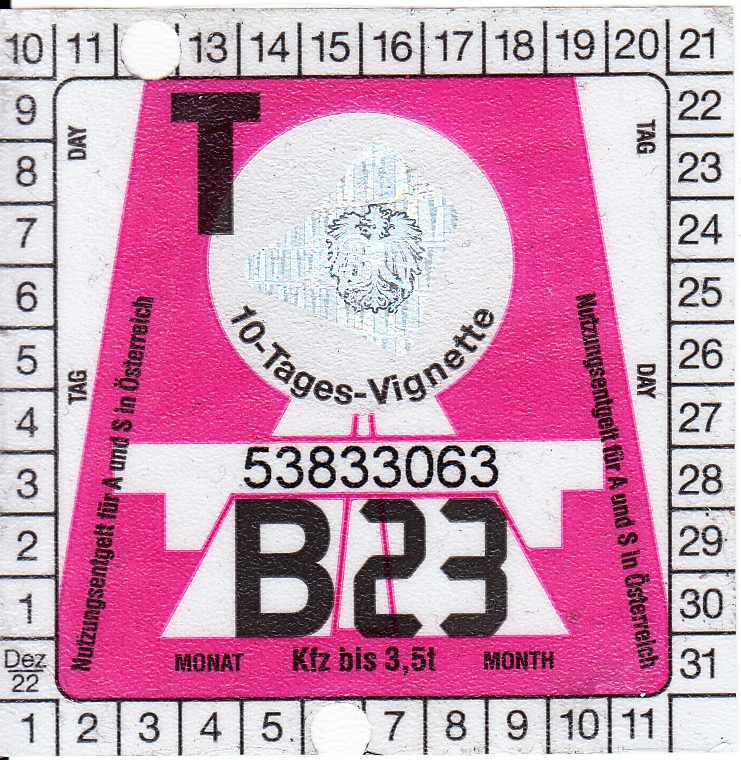 10 11 13 14 15 16 17 18 19 20 21
9 22
8 23
7 24
6 25
5 26
4 27
3 28
2 29
1 30
Dez
22
31
1 2 3 4 5. 7 8 9 10 11
DAY
TAG
TAG
DAY
T
10-Tages-Vignette
Nutzungsentgelt für A und S in Österreich
Nutzungsentgelt für A und S in Österreich
53833063
B23
MONAT Kfz bis 3,5t MONTH